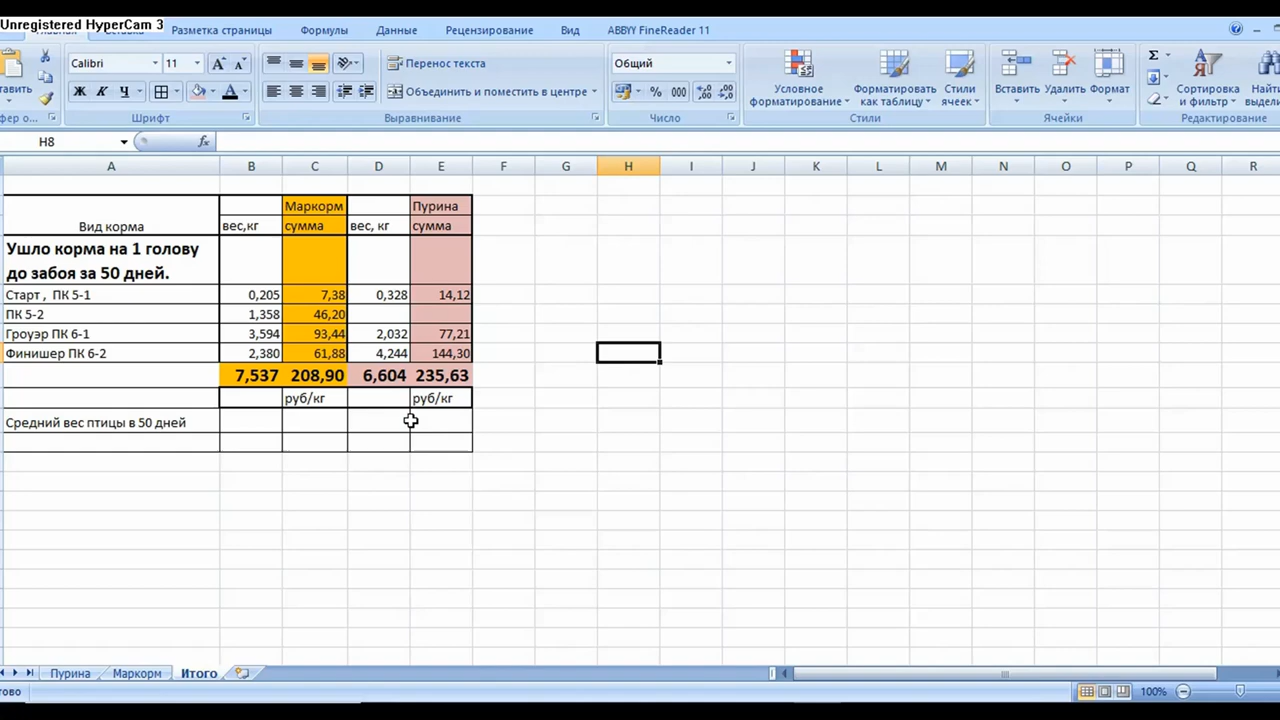 Unregistered HyperCam 3
Разметка страницы Формулы Данные Рецензирование Вид ABBYY FineReader 11
Calibri 11 Перенос текста Общий
Ж К Ч Объединить и поместить в центре % 000
Условное форматирование
Форматировать как таблицу
Стили ячеек
Вставить Удалить Формат
Сортировка и фильтр
Шрифт Выравнивание Число Стили Ячейки Редактирование
H8 fx
A B C D E F G H I J K L M N O P Q R
Маркорм Пурина
Вид корма вес,кг сумма вес, кг сумма
Ушло корма на 1 голову
до забоя за 50 дней.
Старт , ПК 5-1 0,205 7,38 0,328 14,12
ПК 5-2 1,358 46,20
Гроуэр ПК 6-1 3,594 93,44 2,032 77,21
Финишер ПК 6-2 2,380 61,88 4,244 144,30
7,537 208,90 6,604 235,63
руб/кг руб/кг
Средний вес птицы в 50 дней
Пурина Маркорм Итого
100%